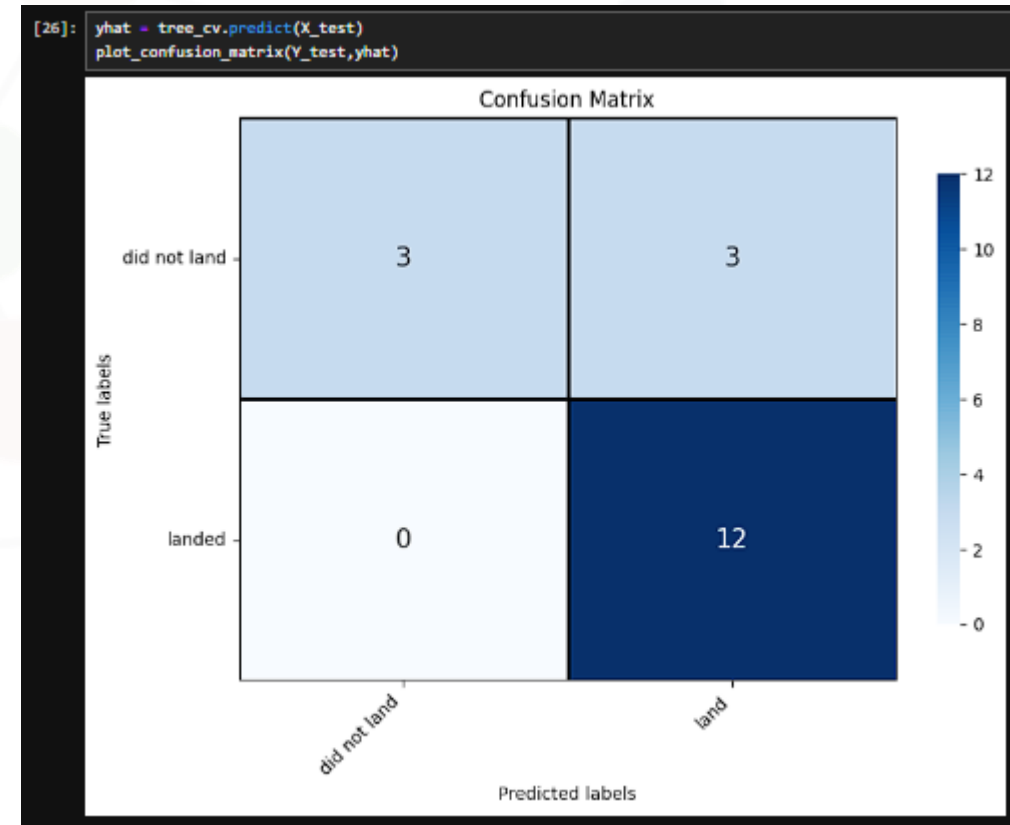 [26]: yhat = tree_cv.predict(X_test)
plot_confusion_matrix(Y_test,yhat)
Confusion Matrix
12
10
8
6
4
2
0
True labels
did not land
3 3
landed
0 12
did not land land
Predicted labels